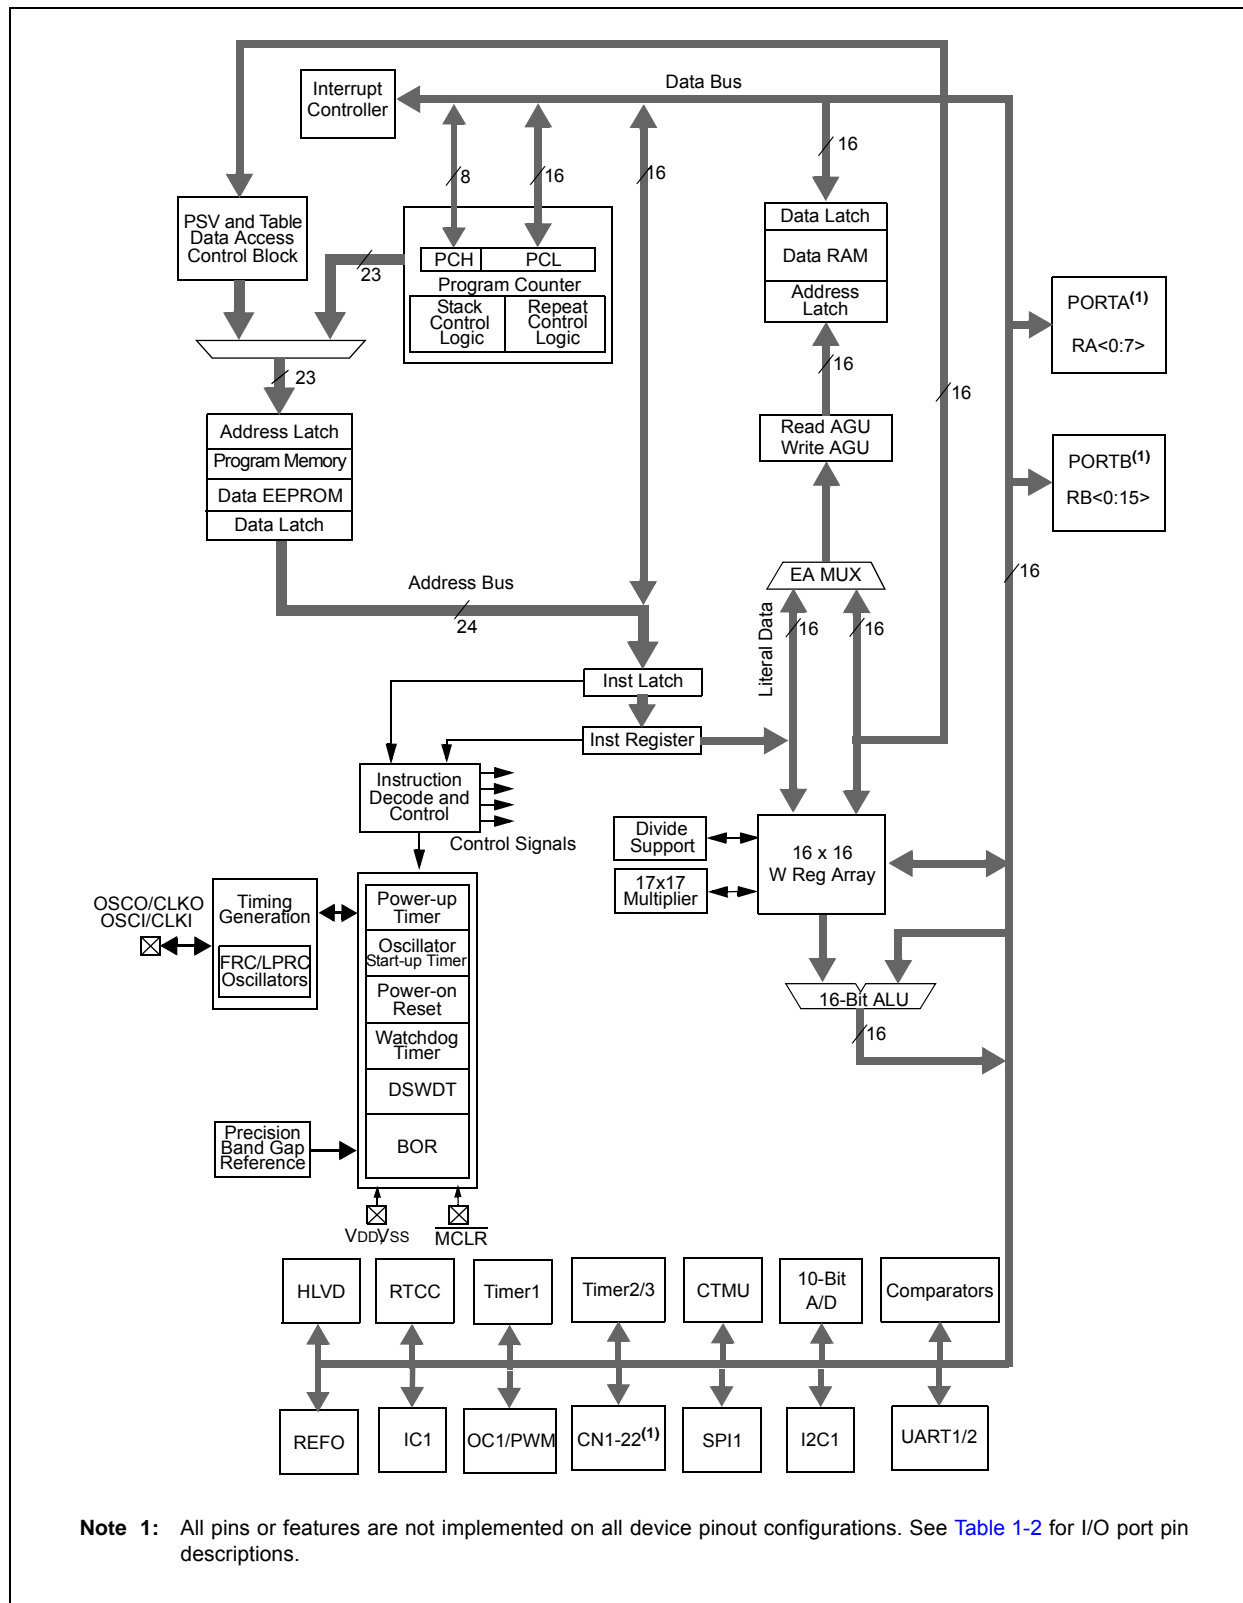 Data Bus
Interrupt
Controller
16
8
16
16
PSV and Table
Data Access
Control Block
Data Latch
Data RAM
Address
Latch
23
PCH
PCL
Program Counter
Stack
Control
Logic
Repeat
Control
Logic
PORTA(1)
RA<0:7>
23
16
16
Address Latch
Program Memory
Data EEPROM
Data Latch
Read AGU
Write AGU
PORTB(1)
RB<0:15>
EA MUX
16
Address Bus
24
Literal Data
16
16
Inst Latch
Inst Register
Instruction
Decode and
Control
Control Signals
Divide
Support
17x17
Multiplier
16 x 16
W Reg Array
OSCO/CLKO
OSCI/CLKI
Timing
Generation
FRC/LPRC
Oscillators
Power-up
Timer
Oscillator
Start-up Timer
Power-on
Reset
Watchdog
Timer
DSWDT
BOR
16-Bit ALU
16
Precision
Band Gap
Reference
VDD,VSS
MCLR
HLVD
RTCC
Timer1
Timer2/3
CTMU
10-Bit
A/D
Comparators
REFO
IC1
OC1/PWM
CN1-22(1)
SPI1
I2C1
UART1/2
Note 1: All pins or features are not implemented on all device pinout configurations. See Table 1-2 for I/O port pin
descriptions.